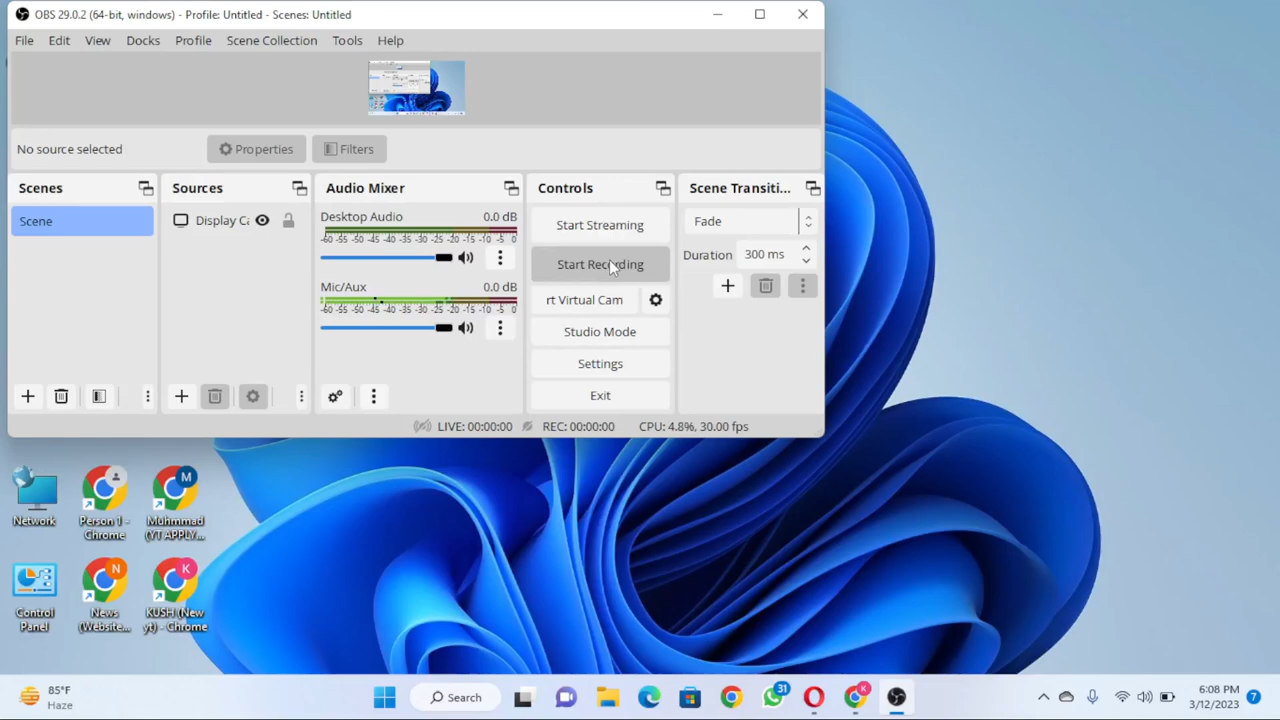 OBS 29.0.2 (64-bit, windows) - Profile: Untitled - Scenes: Untitled
File Edit View Docks Profile Scene Collection Tools Help
No source selected Properties Filters
Scenes
Scene
Sources
Display Ca
Audio Mixer
Desktop Audio 0.0 dB
-60 -55 -50 -45 -40 -35 -30 -25 -20 -15 -10 -5 0
Mic/Aux 0.0 dB
-60 -55 -50 -45 -40 -35 -30 -25 -20 -15 -10 -5 0
Controls
Start Streaming
Start Recording
rt Virtual Cam
Studio Mode
Settings
Exit
Scene Transiti...
Fade
Duration 300 ms
LIVE: 00:00:00 REC: 00:00:00 CPU: 4.8%, 30.00 fps
Network
Person 1 -
Chrome
M
Muhmmad
(YT APPLY...
Control
Panel
N
News
(Website...
K
KUSH (New
yt) - Chrome
85°F
Haze
Search
31
K
6:08 PM
3/12/2023
7